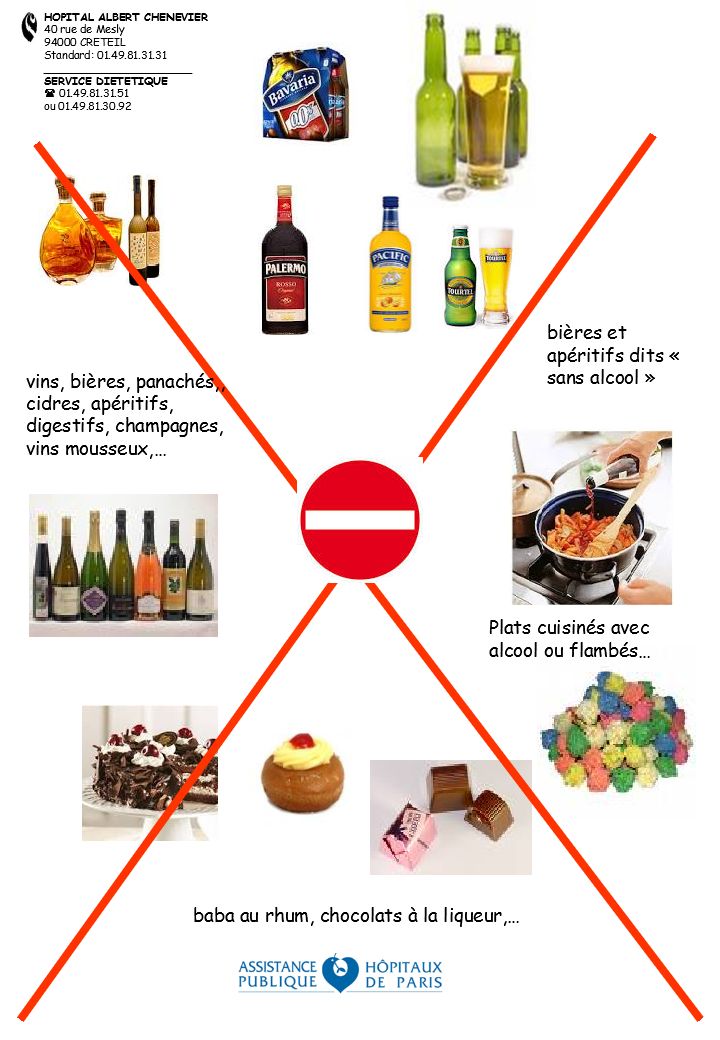 HOPITAL ALBERT CHENEVIER
40 rue de Mesly
94000 CRETEIL
Standard: 01.49.81.31.31
SERVICE DIETETIQUE
☎ 01.49.81.31.51
ou 01.49.81.30.92
Bavaria
0.0%
PALERMO
ROSSO
PACIFIC
TOURTEL
TOURTEL
bières et
apéritifs dits «
sans alcool »
vins, bières, panachés,,
cidres, apéritifs,
digestifs, champagnes,
vins mousseux,…
Plats cuisinés avec
alcool ou flambés…
baba au rhum, chocolats à la liqueur,…
ASSISTANCE PUBLIQUE
HÔPITAUX DE PARIS